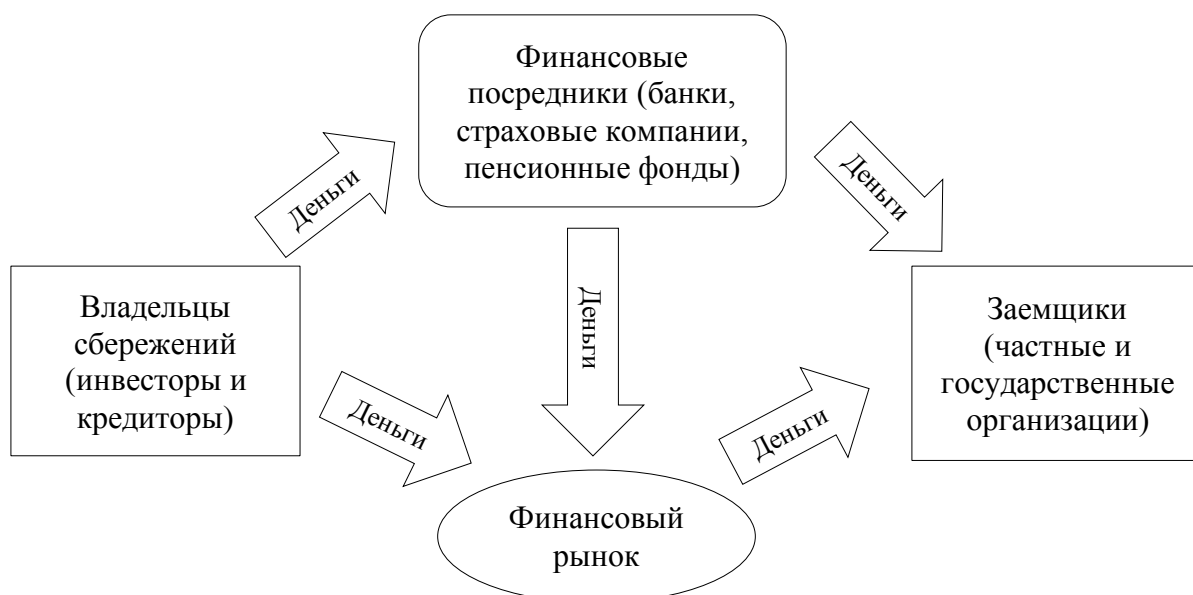 Финансовые
посредники (банки,
страховые компании,
пенсионные фонды)
Деньги
Деньги
Владельцы
сбережений
(инвесторы и
кредиторы)
Деньги
Заемщики
(частные и
государственные
организации)
Деньги
Деньги
Финансовый
рынок